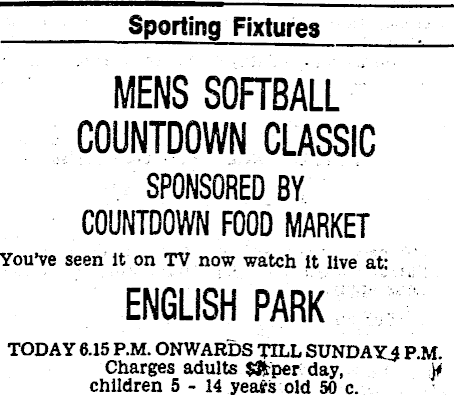 Sporting Fixtures
MENS SOFTBALL
COUNTDOWN CLASSIC
SPONSORED BY
COUNTDOWN FOOD MARKET
You've seen it on TV now watch it live at:
ENGLISH PARK
TODAY 6.15 P.M. ONWARDS TILL SUNDAY 4 P.M.
Charges adults per day,
children 5 - 14 years old 50 c.